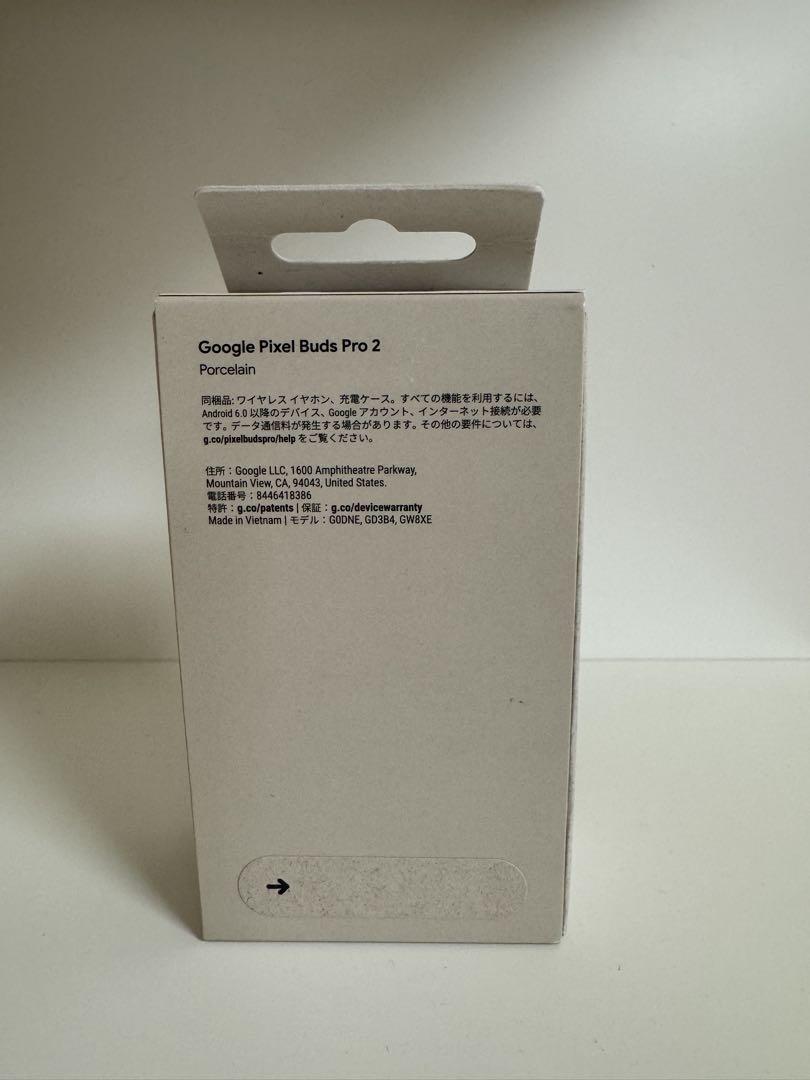 Google Pixel Buds Pro 2
Porcelain
同梱品: ワイヤレス イヤホン、充電ケース。すべての機能を利用するには、
Android 6.0 以降のデバイス、Google アカウント、インターネット接続が必要
です。データ通信料が発生する場合があります。その他の要件については、
g.co/pixelbudspro/help をご覧ください。
住所：Google LLC, 1600 Amphitheatre Parkway,
Mountain View, CA, 94043, United States.
電話番号：8446418386
特許：g.co/patents | 保証：g.co/devicewarranty
Made in Vietnam | モデル：G0DNE, GD3B4, GW8XE